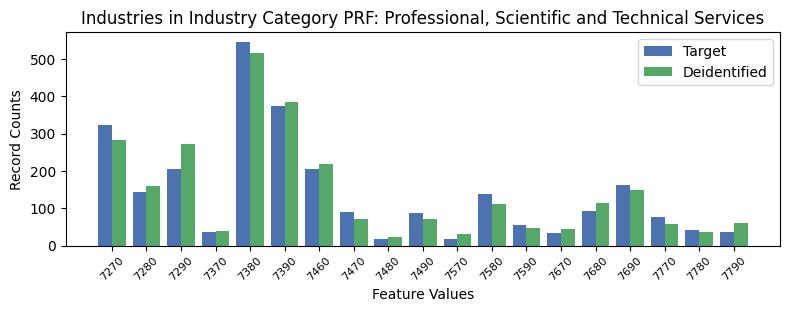 Industries in Industry Category PRF: Professional, Scientific and Technical Services
Target
Deidentified
Record Counts
500
400
300
200
100
0
7270 7280 7290 7370 7380 7390 7460 7470 7480 7490 7570 7580 7590 7670 7680 7690 7770 7780 7790
Feature Values